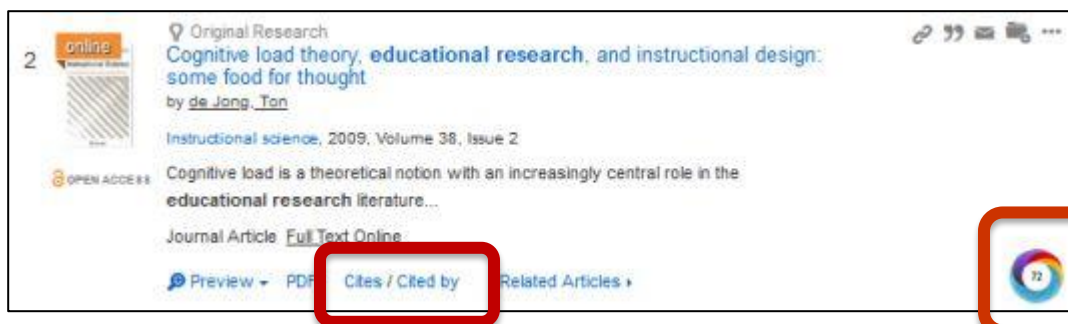 2
online
Original Research
Cognitive load theory, educational research, and instructional design:
some food for thought
by de Jong, Ton
Instructional science, 2009, Volume 38, Issue 2
OPEN ACCESS
Cognitive load is a theoretical notion with an increasingly central role in the
educational research literature...
Journal Article Full Text Online
Preview PDF Cites / Cited by Related Articles
72